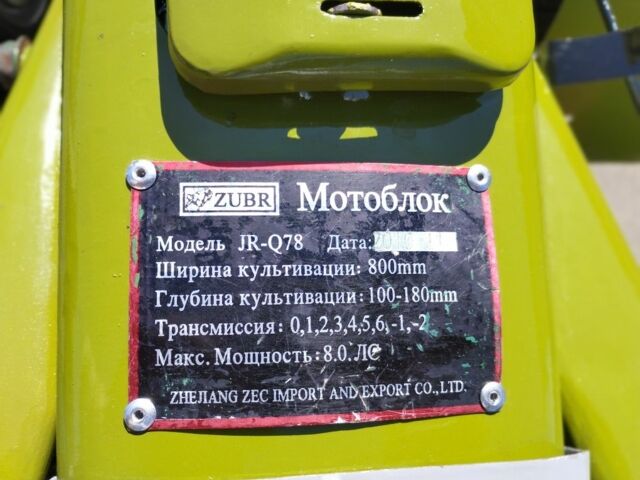 ZUBR Мотоблок
Модель JR-Q78 Дата:
Ширина культивации: 800mm
Глубина культивации: 100-180mm
Трансмиссия: 0,1,2,3,4,5,6,-1,-2
Макс. Мощность: 8.0. ЛС
ZHEJIANG ZEC IMPORT AND EXPORT CO.,LTD.